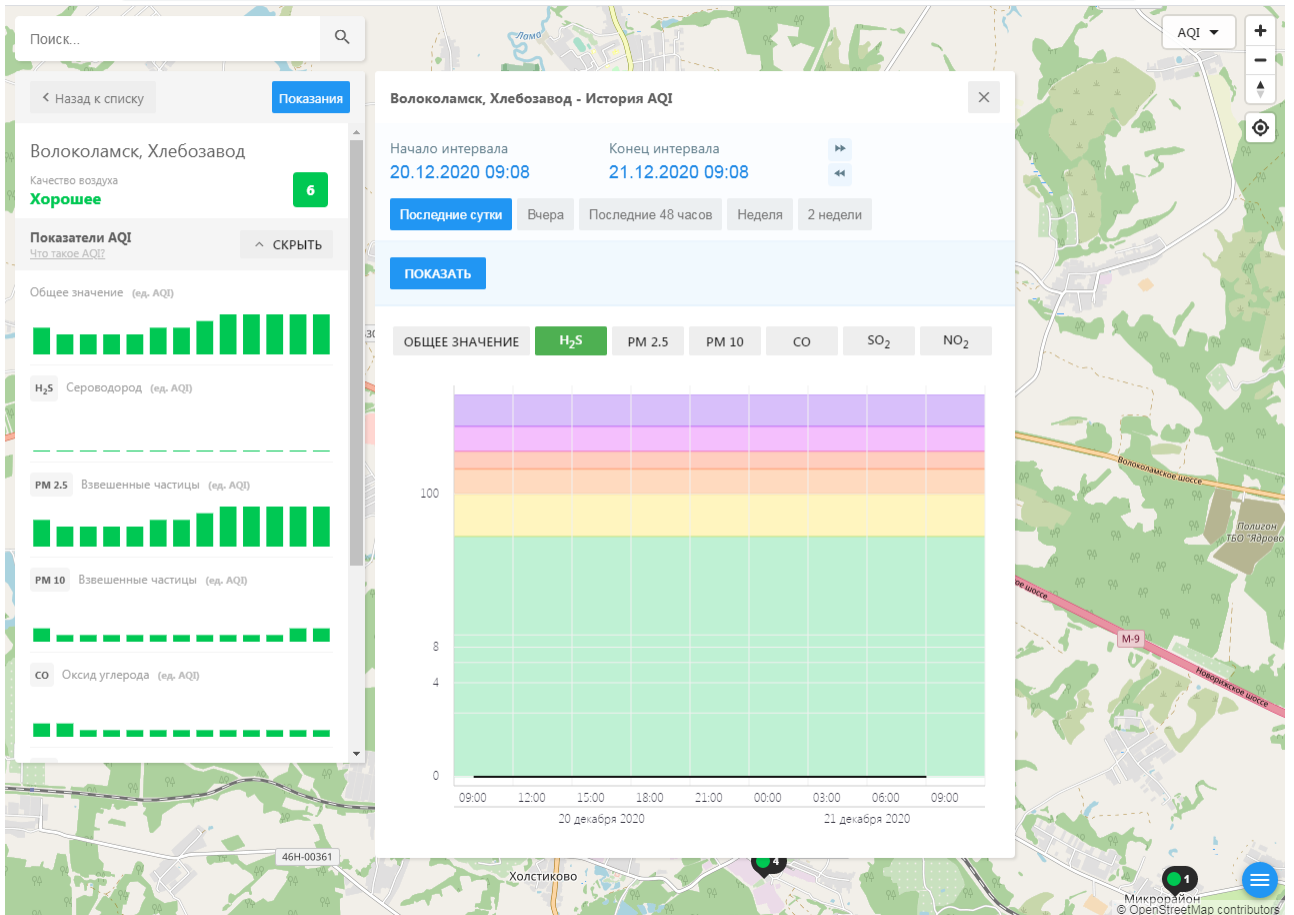 Поиск...
Ломо
AQI
Назад к списку
Показания
Волоколамск, Хлебозавод
Качество воздуха
Хорошее
6
Показатели AQI
Что такое AQI?
СКРЫТЬ
Общее значение (ед. AQI)
H2S Сероводород (ед. AQI)
PM 2.5 Взвешенные частицы (ед. AQI)
PM 10 Взвешенные частицы (ед. AQI)
CO Оксид углерода (ед. AQI)
Волоколамск, Хлебозавод - История AQI
Начало интервала
20.12.2020 09:08
Конец интервала
21.12.2020 09:08
Последние сутки
Вчера
Последние 48 часов
Неделя
2 недели
ПОКАЗАТЬ
ОБЩЕЕ ЗНАЧЕНИЕ
H2S
PM 2.5
PM 10
CO
SO2
NO2
100
8
4
0
09:00 12:00 15:00 18:00 21:00 00:00 03:00 06:00 09:00
20 декабря 2020 21 декабря 2020
Волоколамское шоссе
Полигон
ТБО "Ядрово
М-9
Новорижское шоссе
46Н-00361
Холстиково
4
1
Микрорайон
© OpenStreetMap contributors